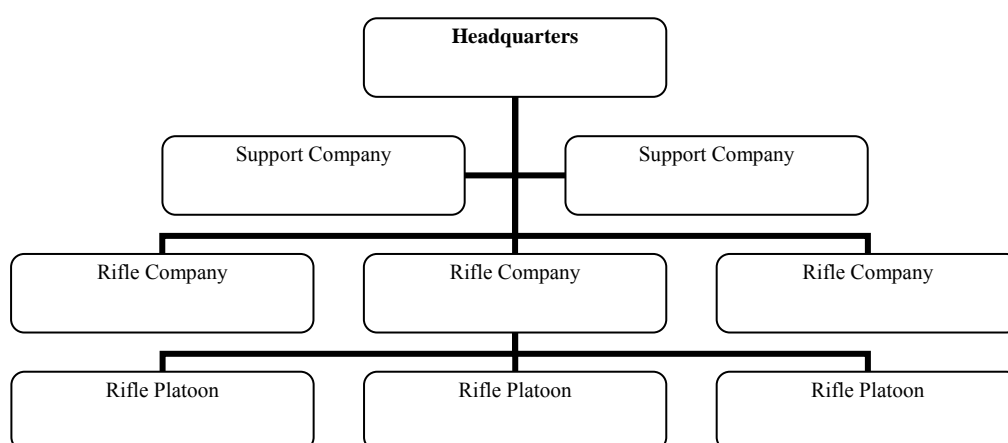 Headquarters
Support Company
Support Company
Rifle Company
Rifle Company
Rifle Company
Rifle Platoon
Rifle Platoon
Rifle Platoon